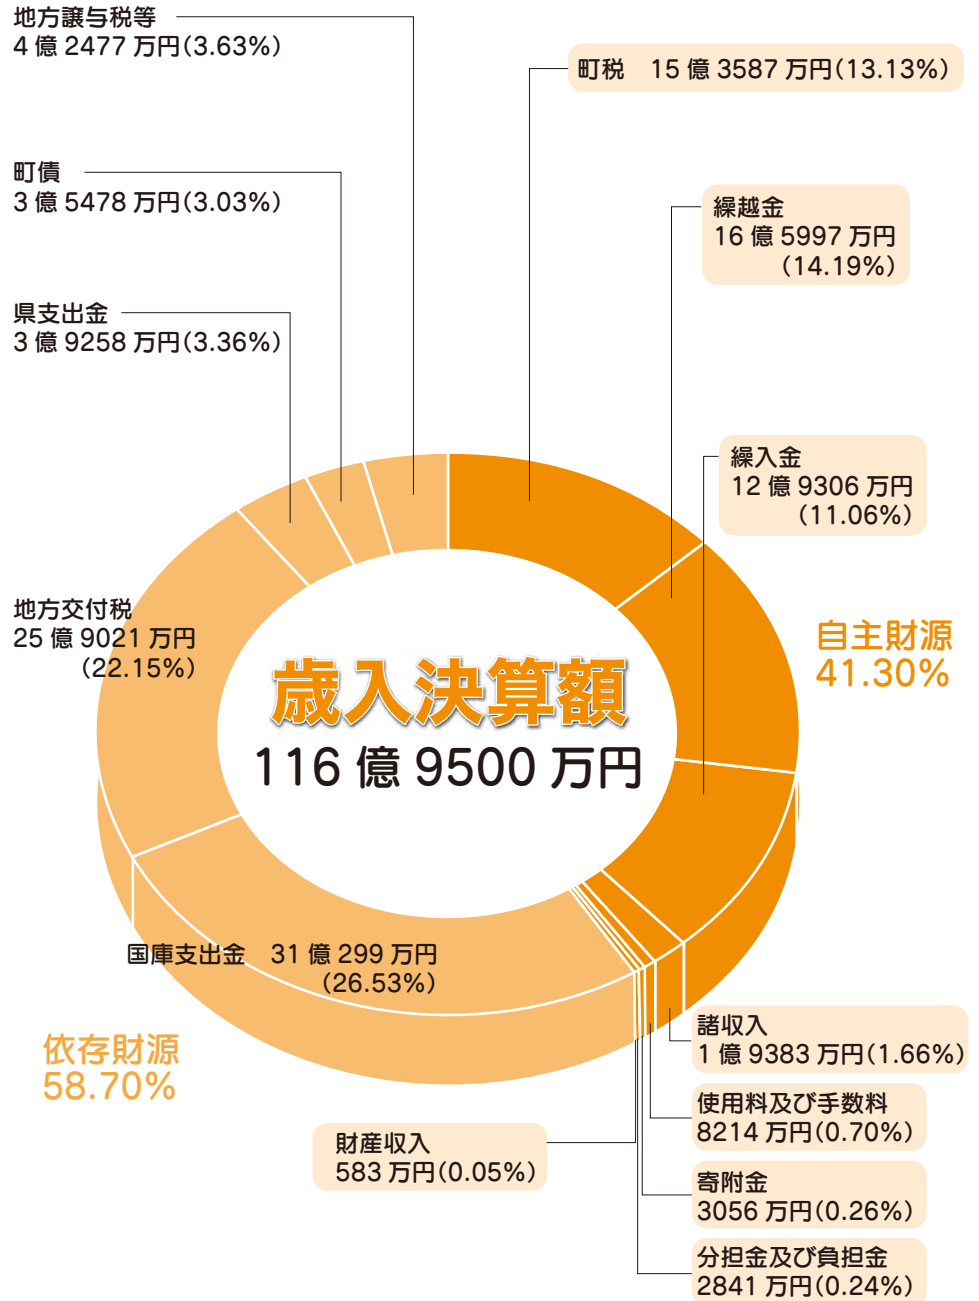 地方譲与税等
4億2477万円(3.63%)
町税　15億3587万円(13.13%)
町債
3億5478万円(3.03%)
繰越金
16億5997万円
(14.19%)
県支出金
3億9258万円(3.36%)
繰入金
12億9306万円
(11.06%)
地方交付税
25億9021万円
(22.15%)
自主財源
41.30%
歳入決算額
116億9500万円
国庫支出金　31億299万円
(26.53%)
依存財源
58.70%
諸収入
1億9383万円(1.66%)
使用料及び手数料
8214万円(0.70%)
財産収入
583万円(0.05%)
寄附金
3056万円(0.26%)
分担金及び負担金
2841万円(0.24%)